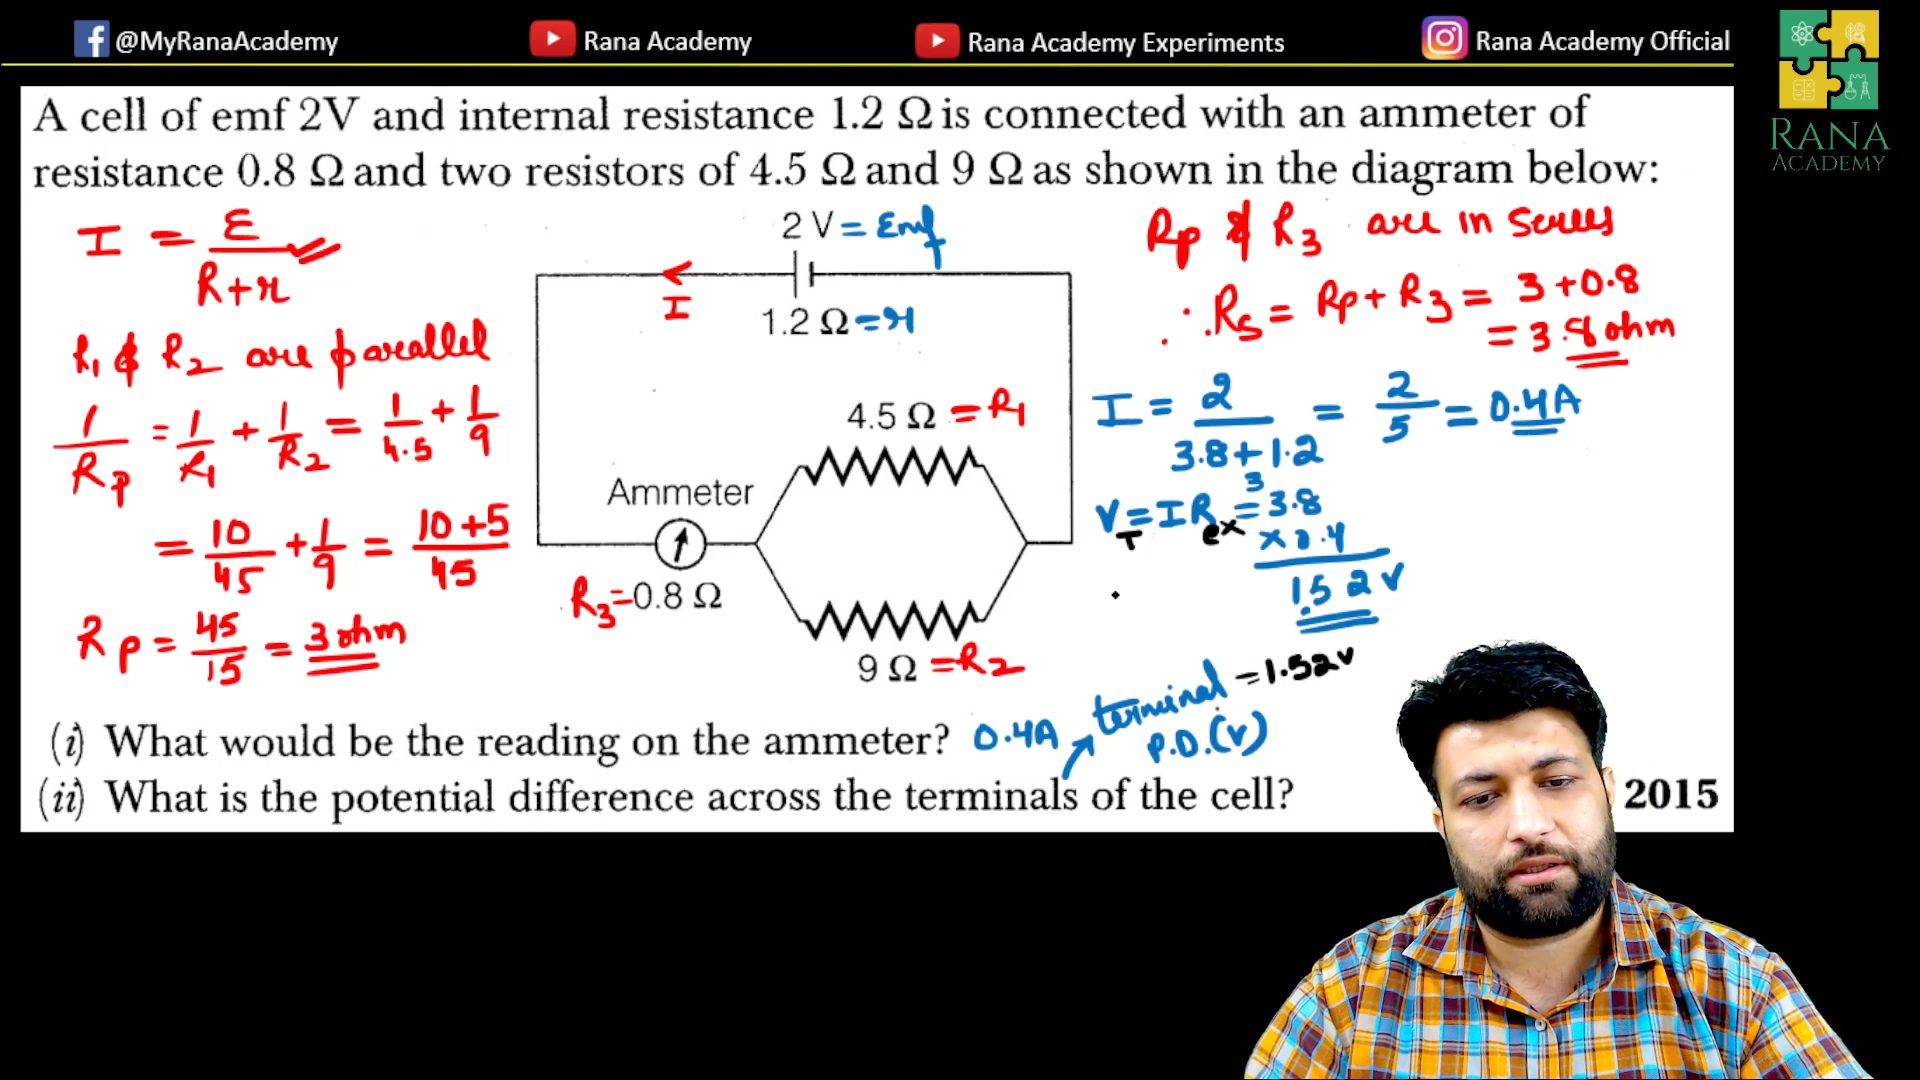 @MyRanaAcademy
Rana Academy
Rana Academy Experiments
Rana Academy Official
RANA
ACADEMY
A cell of emf 2V and internal resistance 1.2 Ω is connected with an ammeter of
resistance 0.8 Ω and two resistors of 4.5 Ω and 9 Ω as shown in the diagram below:
I = ε / R+r
R1 & R2 are parallel
1/Rp = 1/R1 + 1/R2 = 1/4.5 + 1/9
= 10/45 + 1/9 = 10+5/45
Rp = 45/15 = 3 ohm
2 V = Emf
I
1.2 Ω = r
4.5 Ω = R1
Ammeter
R3 = 0.8 Ω
9 Ω = R2
Rp & R3 are in series
∴ Rs = Rp + R3 = 3 + 0.8
= 3.8 ohm
I = 2 / 3.8+1.2 = 2/5 = 0.4A
VT = IRex = 3.8
3
× 0.4
1.52 V
(i) What would be the reading on the ammeter? 0.4A
terminal = 1.52V
P.D.(V)
(ii) What is the potential difference across the terminals of the cell?
2015